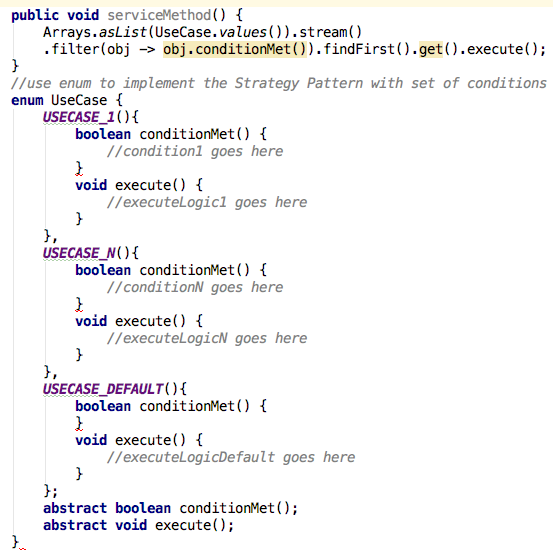 public void serviceMethod() {
    Arrays.asList(UseCase.values()).stream()
    .filter(obj -> obj.conditionMet()).findFirst().get().execute();
}
//use enum to implement the Strategy Pattern with set of conditions
enum UseCase {
    USECASE_1(){
        boolean conditionMet() {
            //condition1 goes here
        }
        void execute() {
            //executeLogic1 goes here
        }
    },
    USECASE_N(){
        boolean conditionMet() {
            //conditionN goes here
        }
        void execute() {
            //executeLogicN goes here
        }
    },
    USECASE_DEFAULT(){
        boolean conditionMet() {
        }
        void execute() {
            //executeLogicDefault goes here
        }
    };
    abstract boolean conditionMet();
    abstract void execute();
}